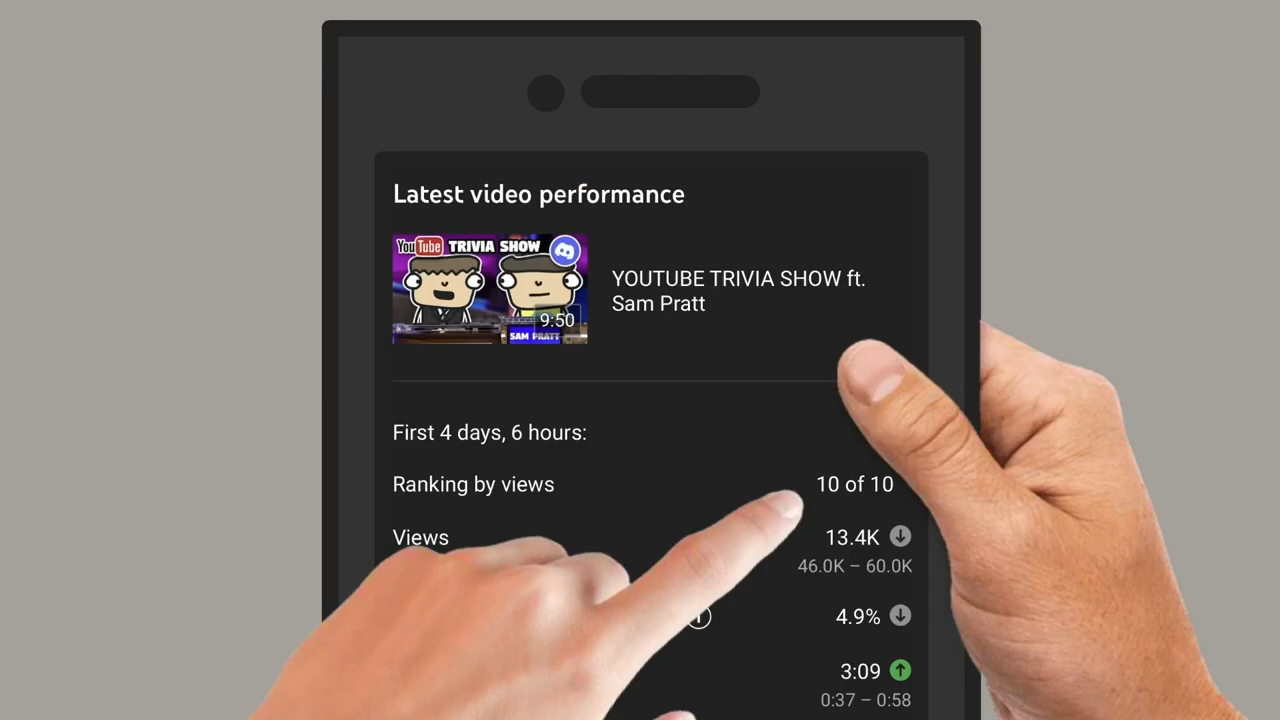 Latest video performance
YouTube TRIVIA SHOW
9:50
SAM PRATT
YOUTUBE TRIVIA SHOW ft.
Sam Pratt
First 4 days, 6 hours:
Ranking by views 10 of 10
Views 13.4K
46.0K – 60.0K
4.9%
3:09
0:37 – 0:58